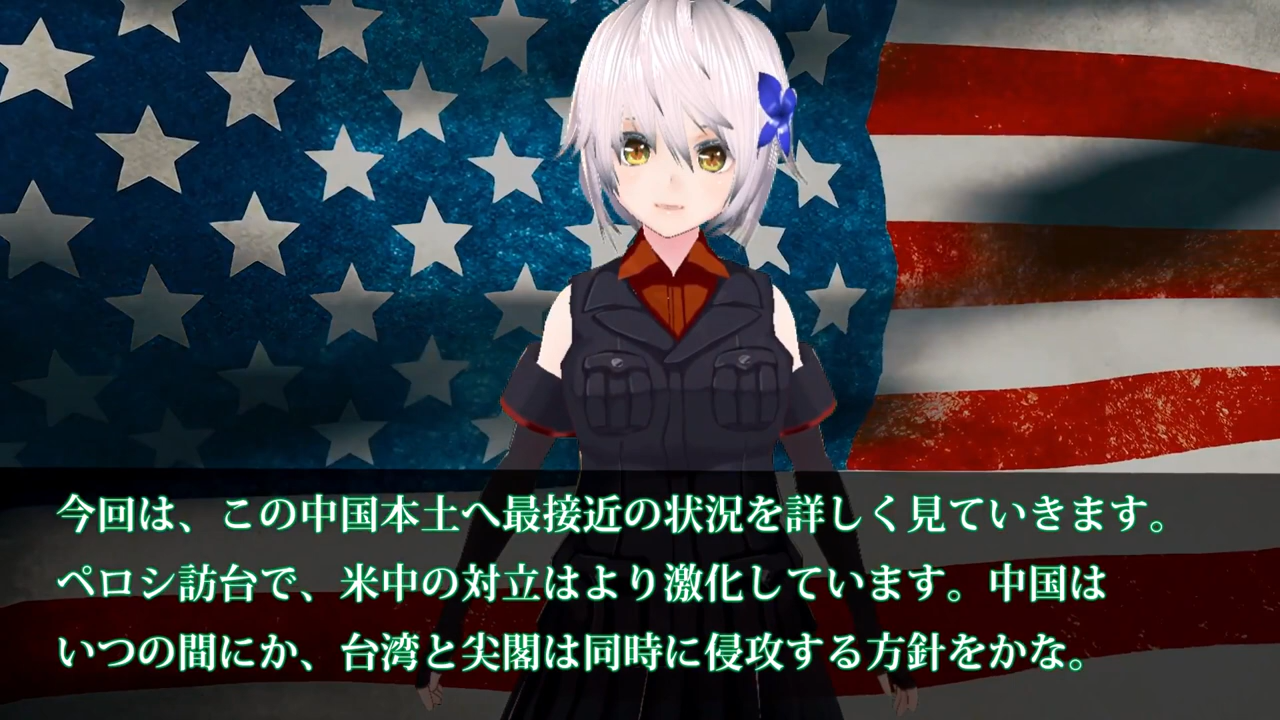 今回は、この中国本土へ最接近の状況を詳しく見ていきます。
ペロシ訪台で、米中の対立はより激化しています。中国は
いつの間にか、台湾と尖閣は同時に侵攻する方針をかな。